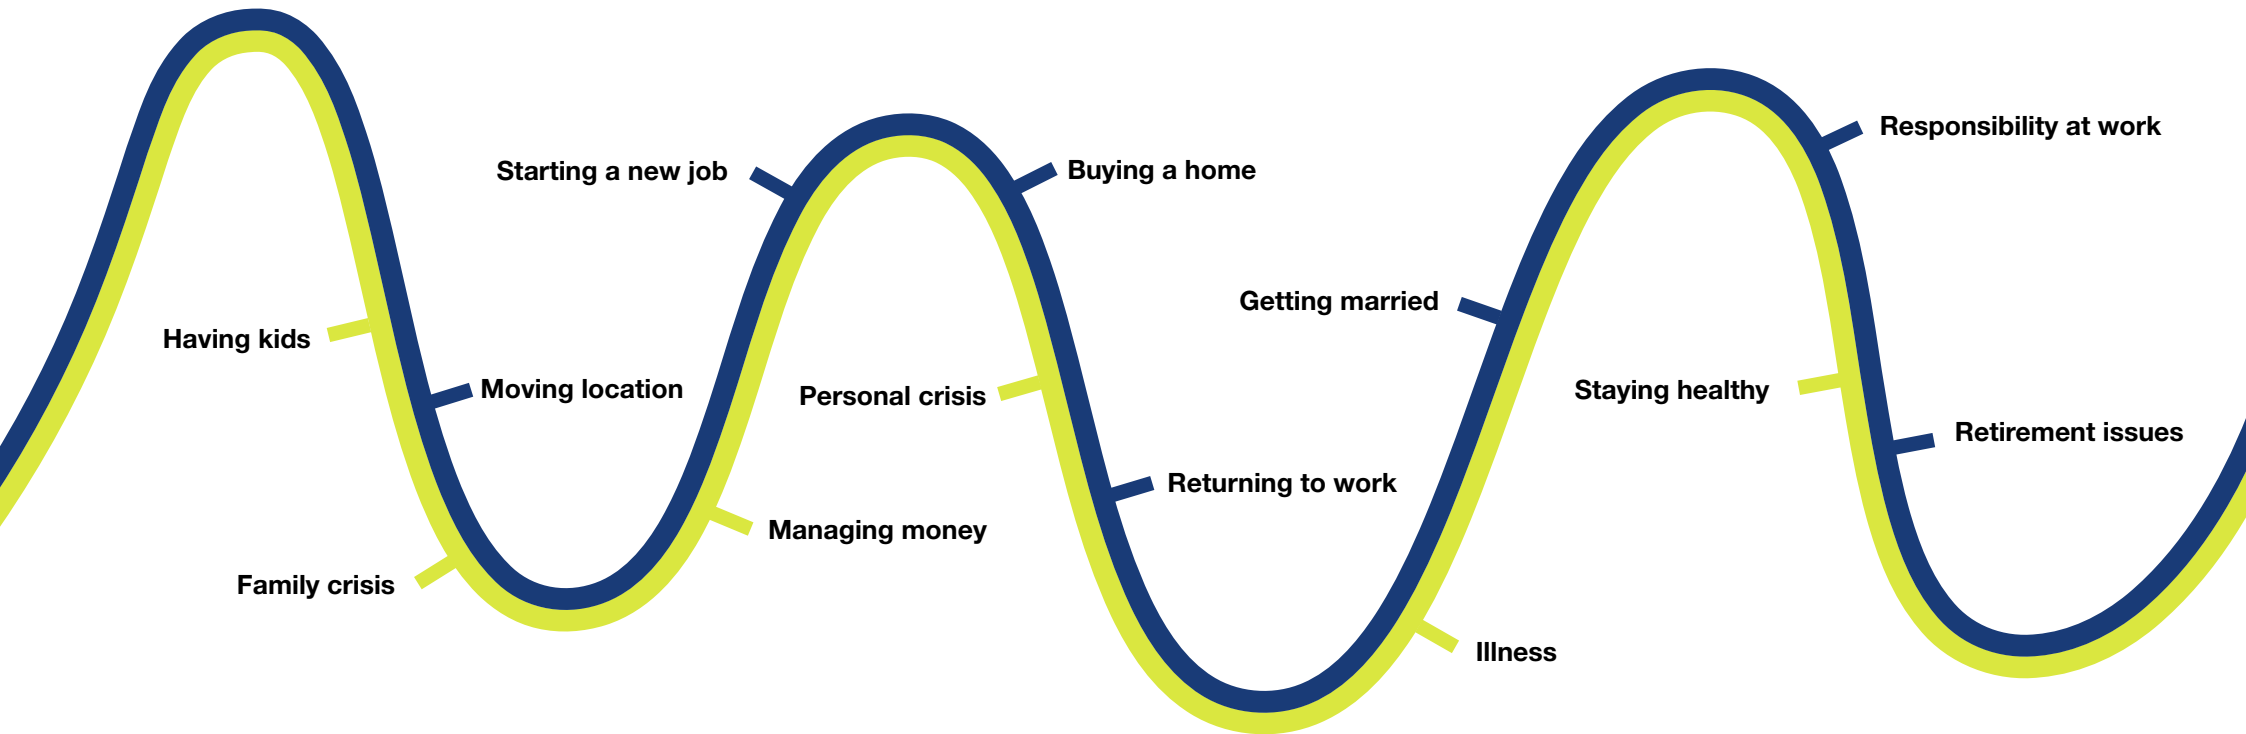 Having kids
Family crisis
Moving location
Starting a new job
Managing money
Buying a home
Personal crisis
Returning to work
Getting married
Illness
Responsibility at work
Staying healthy
Retirement issues